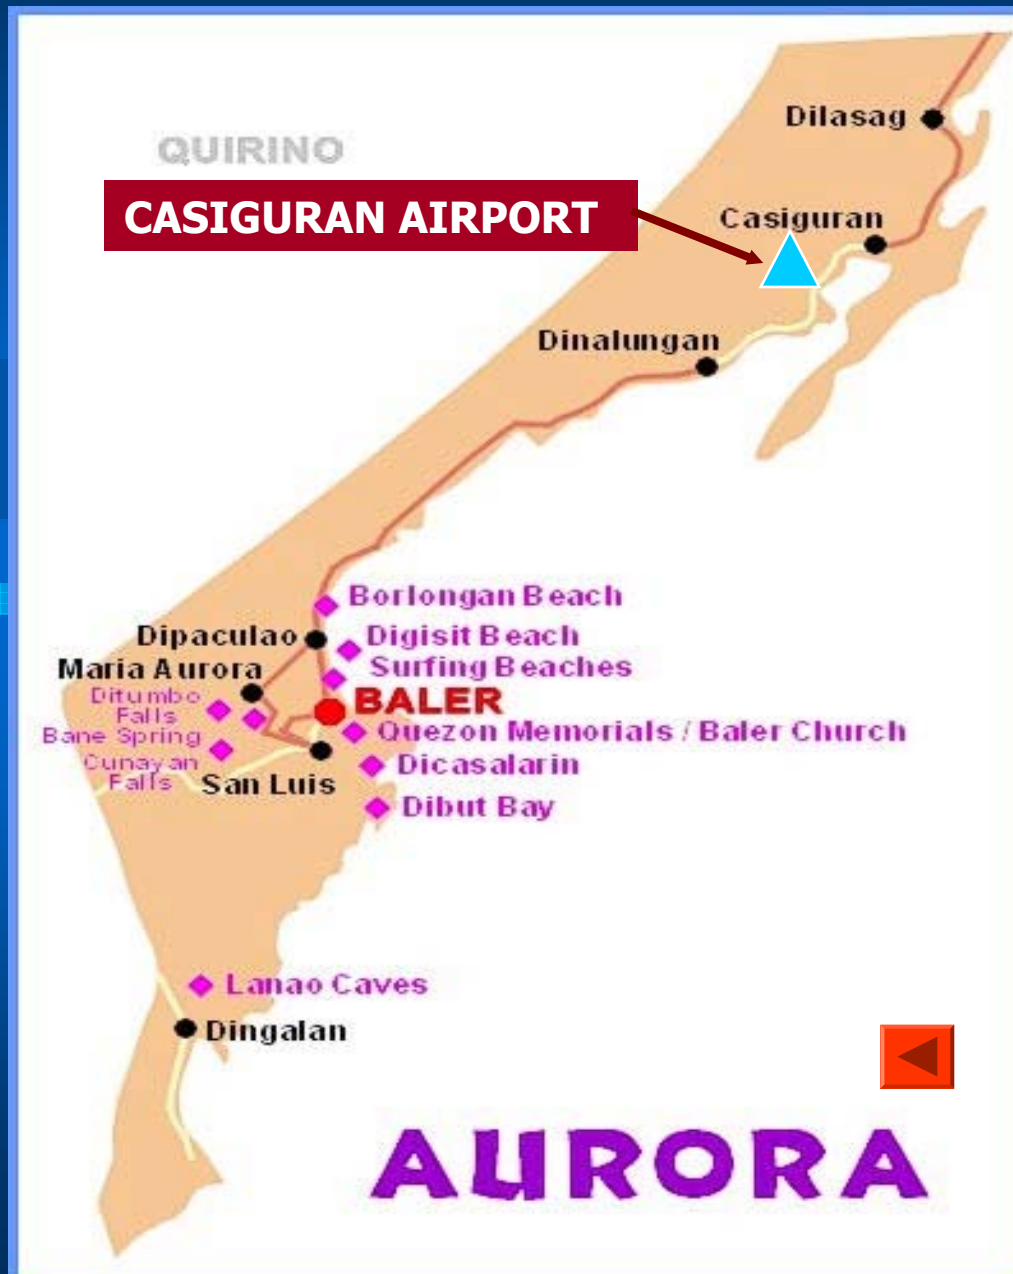 Dilasag
QUIRINO
CASIGURAN AIRPORT
Casiguran
Dinalungan
Borlongan Beach
Dipaculao
Digisit Beach
Maria Aurora
Surfing Beaches
Ditumbo
Falls
BALER
Bane Spring
Quezon Memorials / Baler Church
Cunayan
Falls
San Luis
Dicasalarin
Dibut Bay
Lanao Caves
Dingalan
AURORA